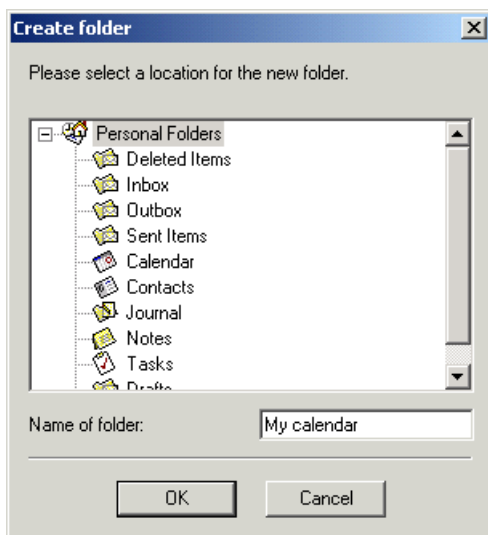 Create folder
Please select a location for the new folder.
Personal Folders
Deleted Items
Inbox
Outbox
Sent Items
Calendar
Contacts
Journal
Notes
Tasks
Drafts
Name of folder: My calendar
OK Cancel